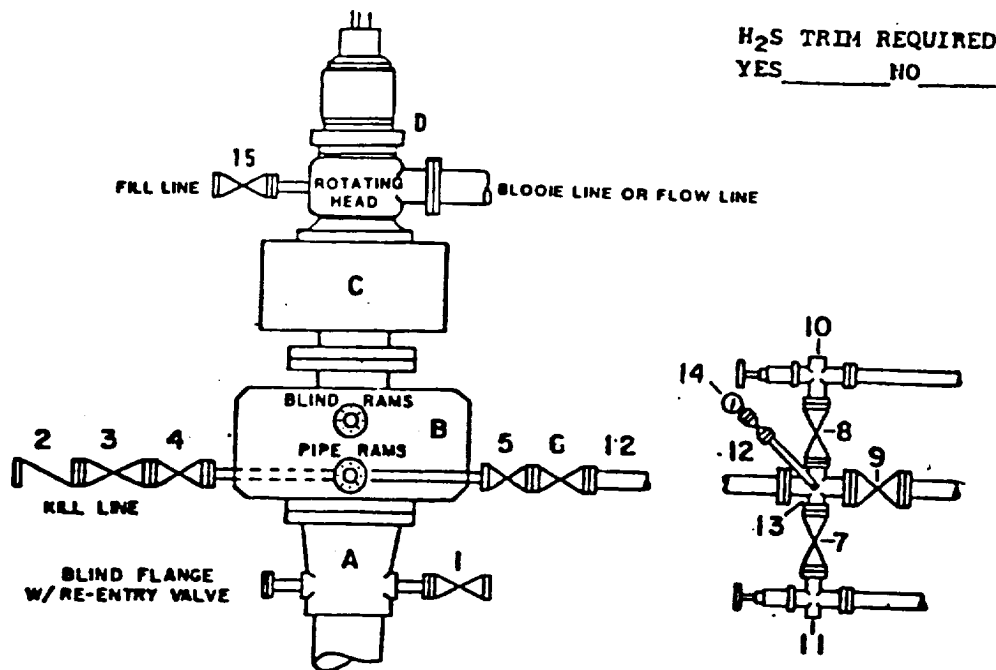 H₂S TRIM REQUIRED
YES________NO________
D
15
FILL LINE
ROTATING
HEAD
BLOOIE LINE OR FLOW LINE
C
10
14
BLIND RAMS
B
8
2 3 4
PIPE RAMS
5 6 12
12
9
KILL LINE
13
7
A
1
BLIND FLANGE
W/RE-ENTRY VALVE
11